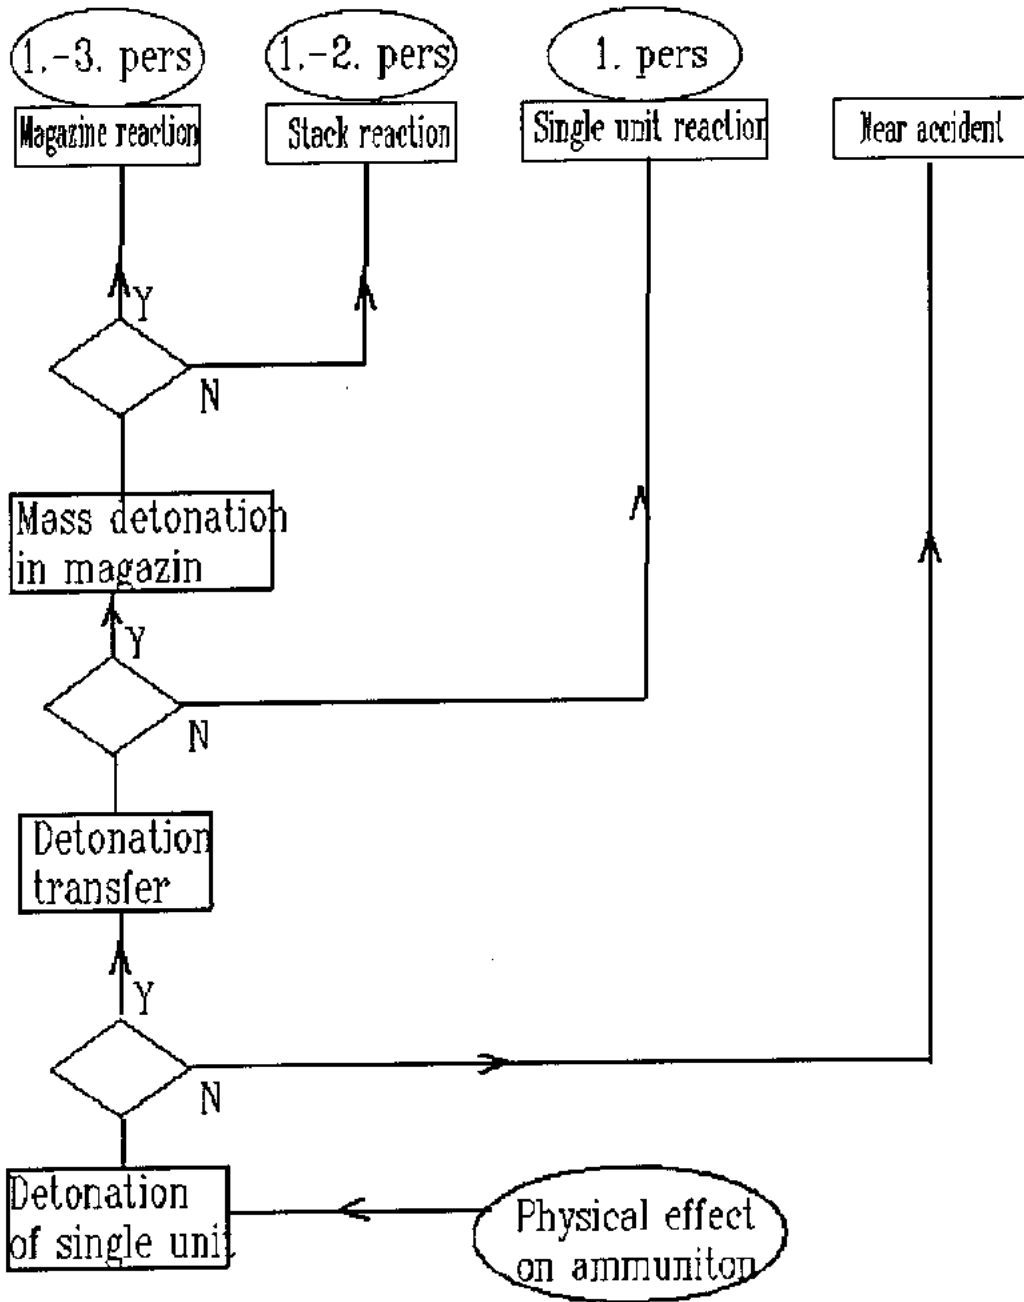 1.-3. pers
1.-2. pers
1. pers
Magazine reaction
Stack reaction
Single unit reaction
Near accident
Y
N
Mass detonation
in magazin
Y
N
Detonation
transfer
Y
N
Detonation
of single unit
Physical effect
on ammuniton